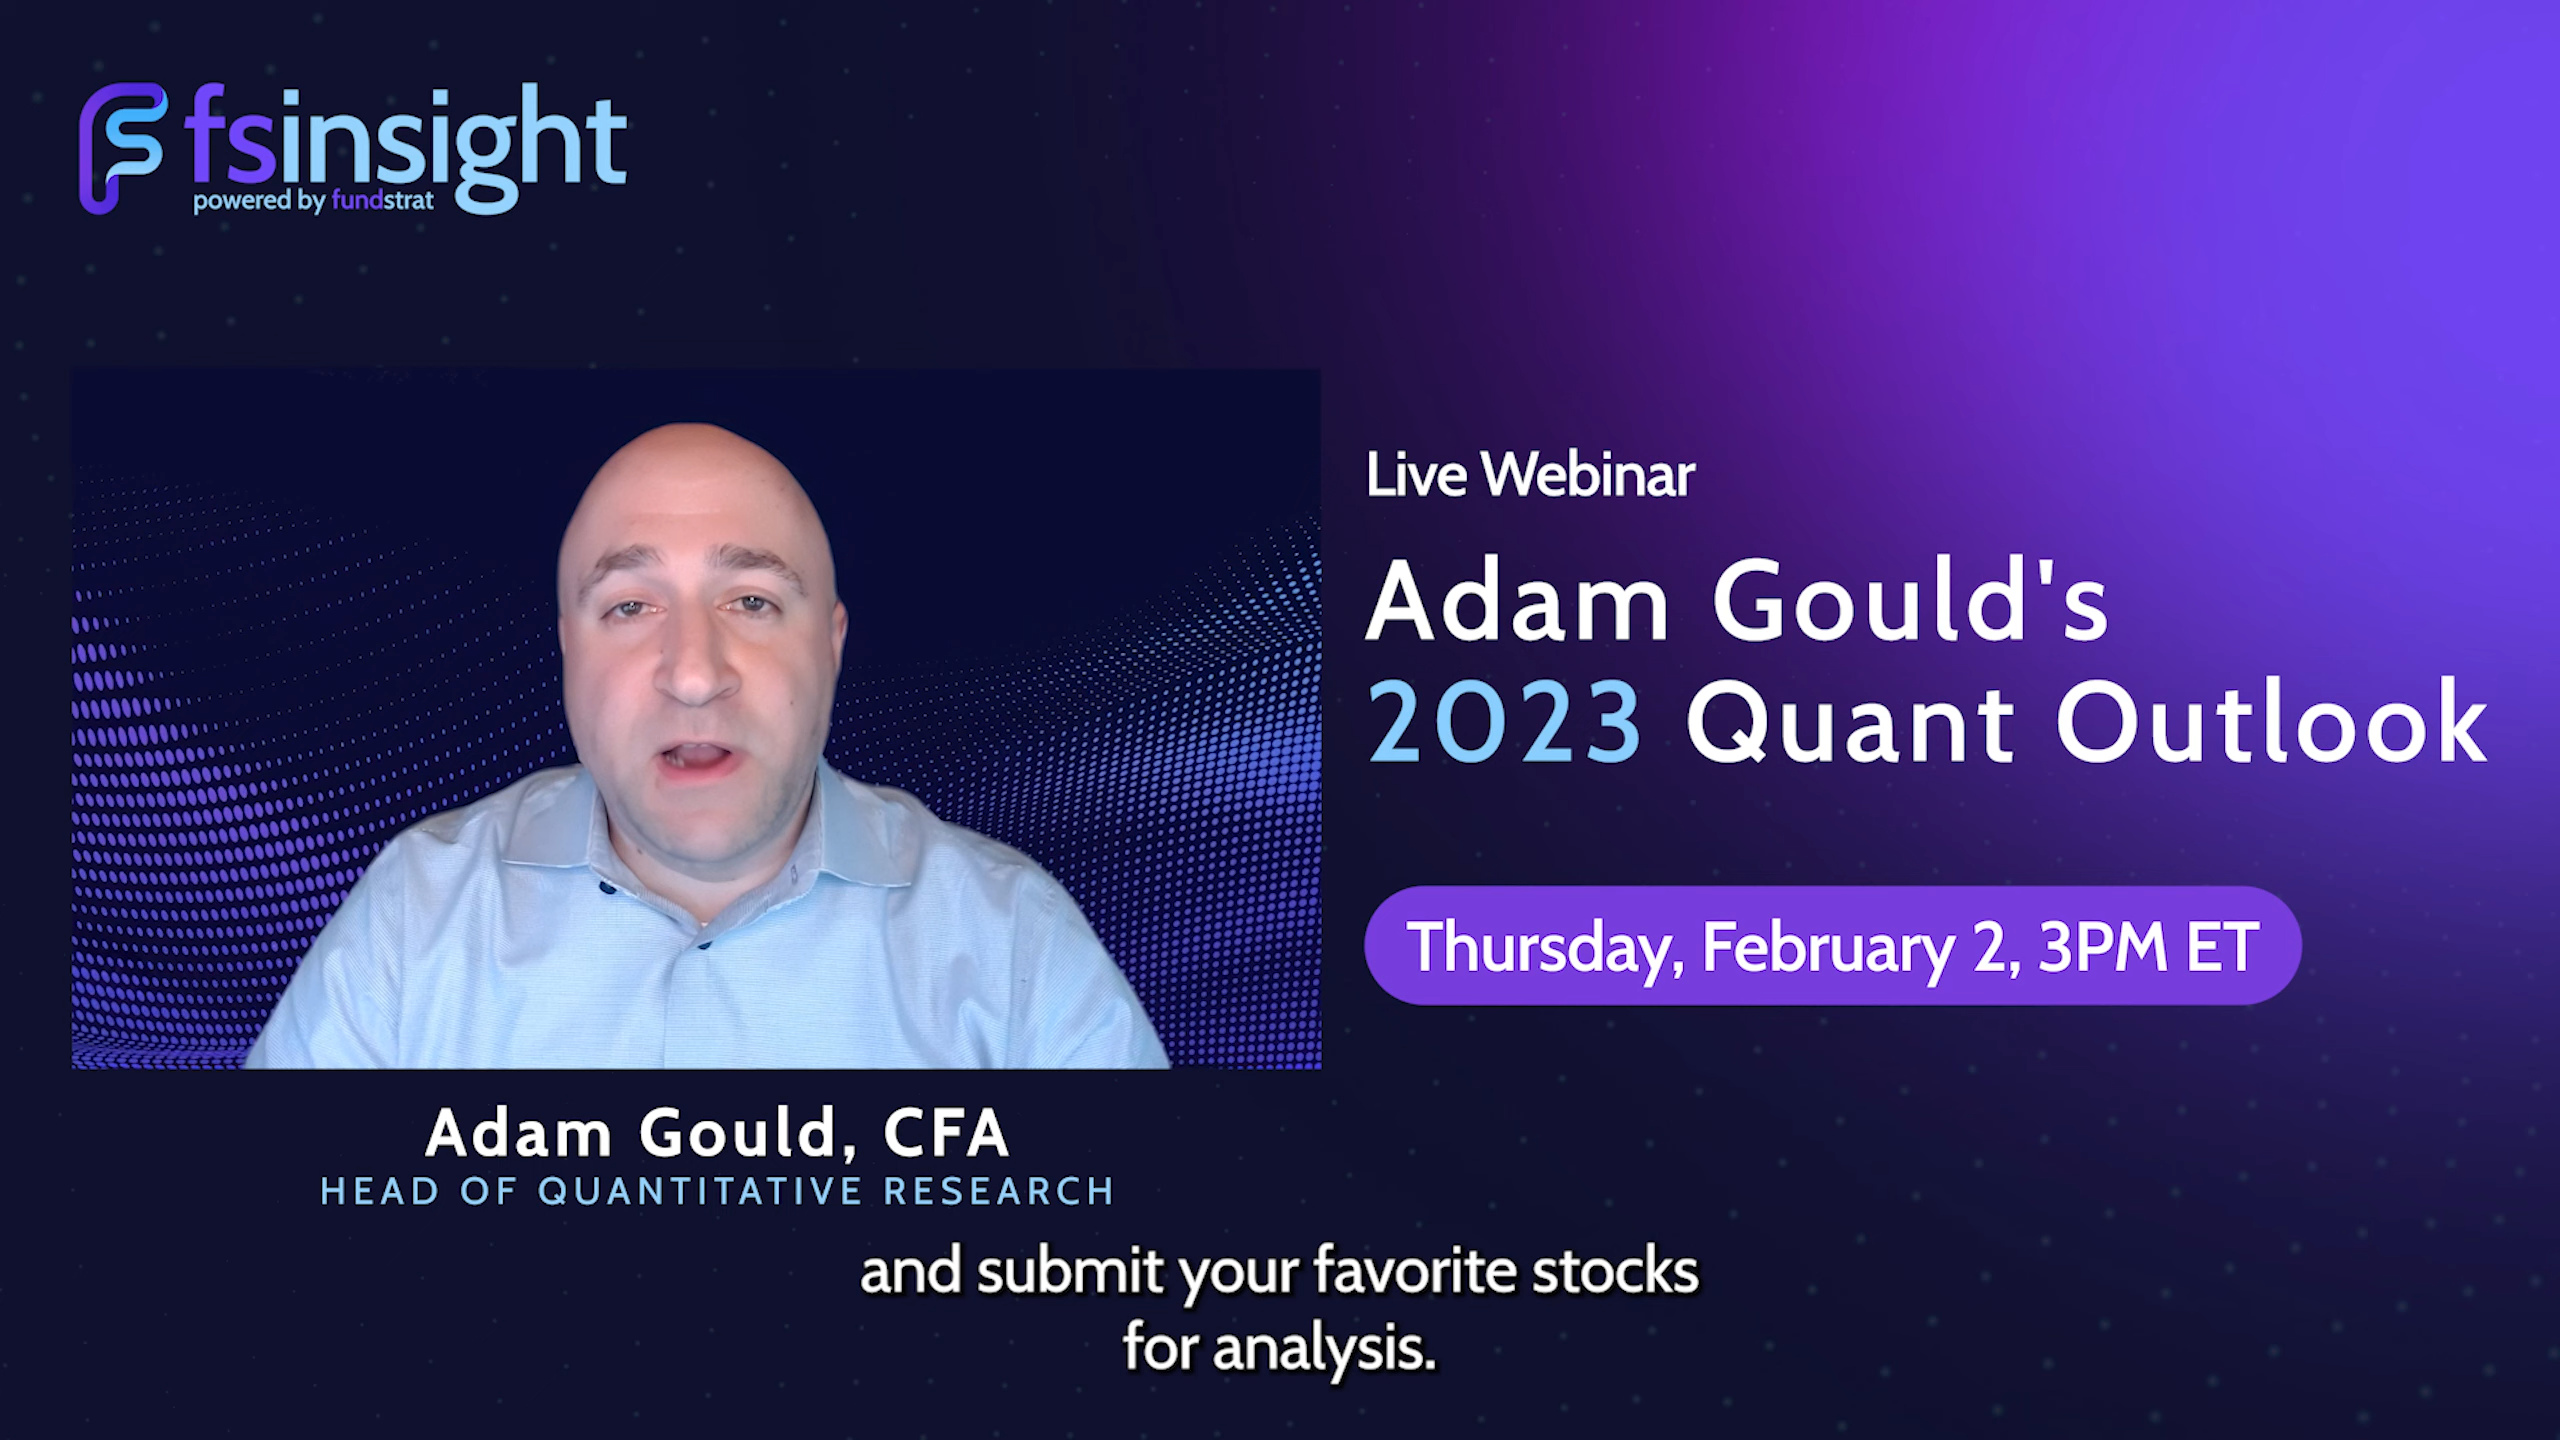 fsinsight
powered by fundstrat
Live Webinar
Adam Gould's
2023 Quant Outlook
Thursday, February 2, 3PM ET
Adam Gould, CFA
HEAD OF QUANTITATIVE RESEARCH
and submit your favorite stocks
for analysis.